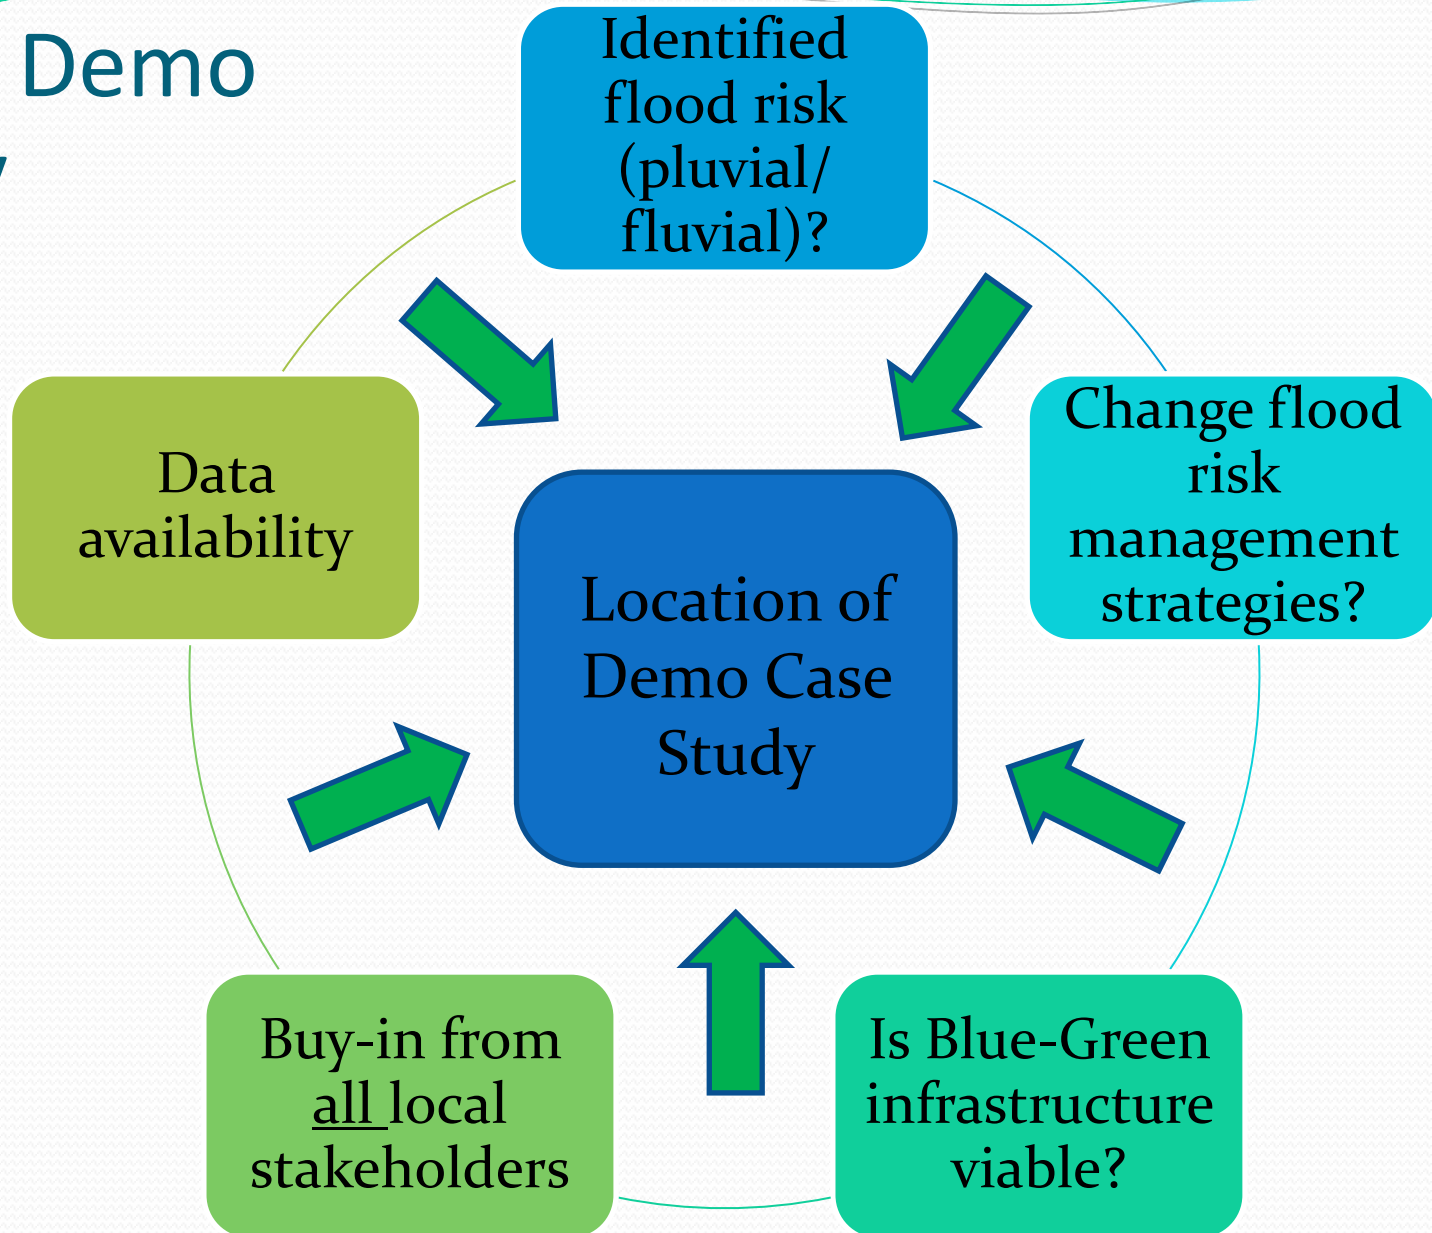 Demo
Identified
flood risk
(pluvial/
fluvial)?
Change flood
risk
management
strategies?
Data
availability
Location of
Demo Case
Study
Buy-in from
all local
stakeholders
Is Blue-Green
infrastructure
viable?